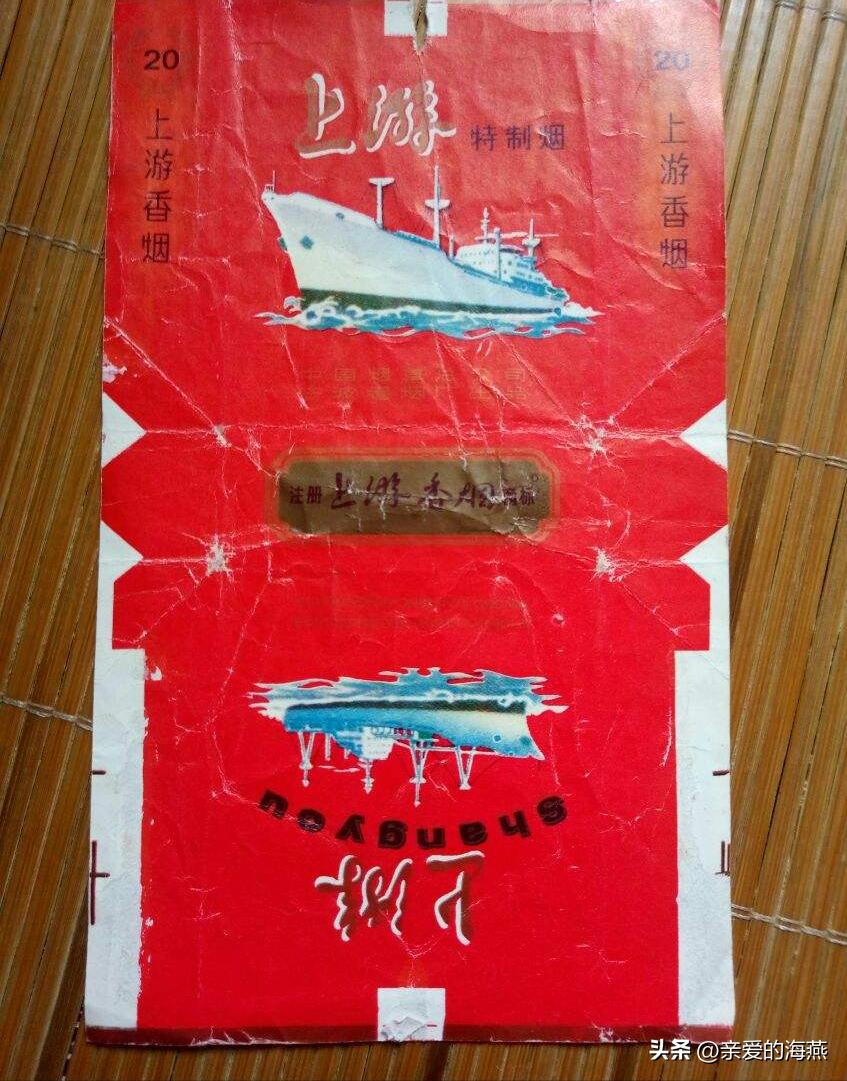 20
上游香烟
上游 特制烟
20
上游香烟
注册 上游香烟 商标
shangyou
上游
头条 @亲爱的海燕